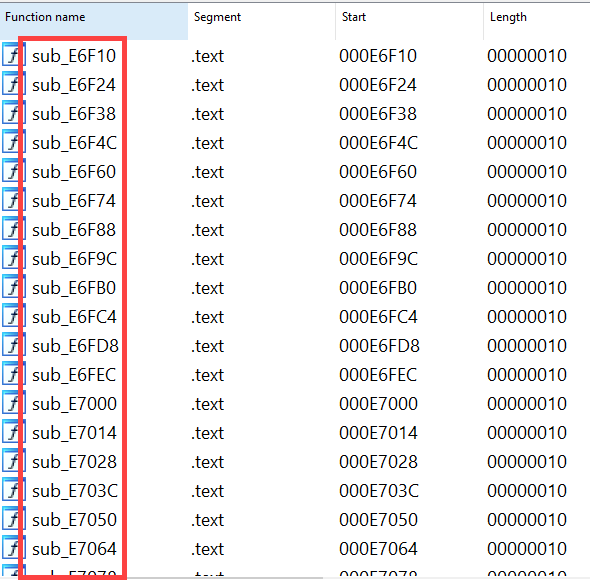 Function name Segment Start Length
sub_E6F10 .text 000E6F10 00000010
sub_E6F24 .text 000E6F24 00000010
sub_E6F38 .text 000E6F38 00000010
sub_E6F4C .text 000E6F4C 00000010
sub_E6F60 .text 000E6F60 00000010
sub_E6F74 .text 000E6F74 00000010
sub_E6F88 .text 000E6F88 00000010
sub_E6F9C .text 000E6F9C 00000010
sub_E6FB0 .text 000E6FB0 00000010
sub_E6FC4 .text 000E6FC4 00000010
sub_E6FD8 .text 000E6FD8 00000010
sub_E6FEC .text 000E6FEC 00000010
sub_E7000 .text 000E7000 00000010
sub_E7014 .text 000E7014 00000010
sub_E7028 .text 000E7028 00000010
sub_E703C .text 000E703C 00000010
sub_E7050 .text 000E7050 00000010
sub_E7064 .text 000E7064 00000010
sub_E7078 .text 000E7078 00000010